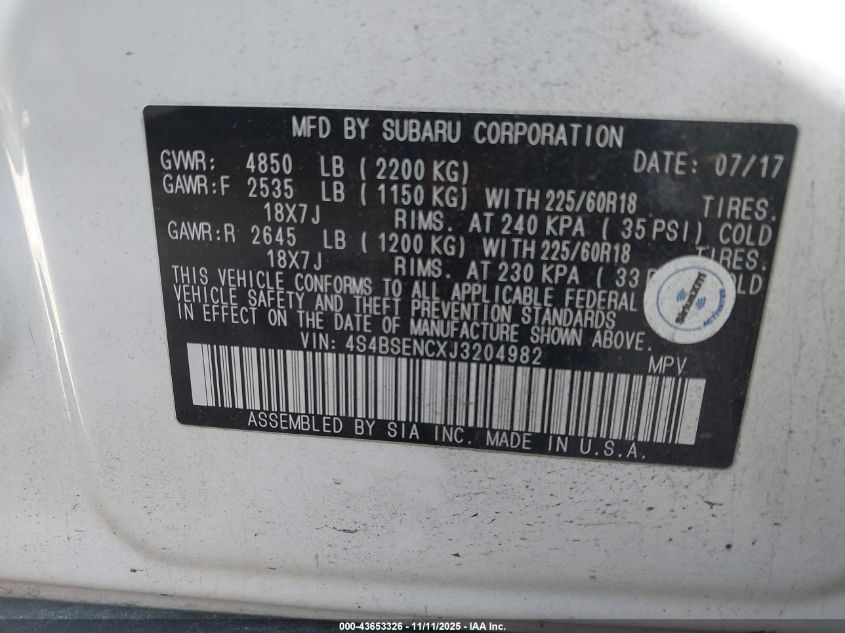 MFD BY SUBARU CORPORATION
GVWR: 4850 LB ( 2200 KG) DATE: 07/17
GAWR:F 2535 LB ( 1150 KG) WITH 225/60R18 TIRES.
18X7J RIMS. AT 240 KPA ( 35 PSI) COLD
GAWR:R 2645 LB ( 1200 KG) WITH 225/60R18 TIRES.
18X7J RIMS. AT 230 KPA ( 33
THIS VEHICLE CONFORMS TO ALL APPLICABLE FEDERAL
VEHICLE SAFETY AND THEFT PREVENTION STANDARDS
IN EFFECT ON THE DATE OF MANUFACTURE SHOWN ABOVE.
VIN: 4S4BSENCXJ3204982 MPV
ASSEMBLED BY SIA INC. MADE IN U.S.A.
SiriusXM
ACTIVATED
000-43653326 - 11/11/2025 - IAA Inc.